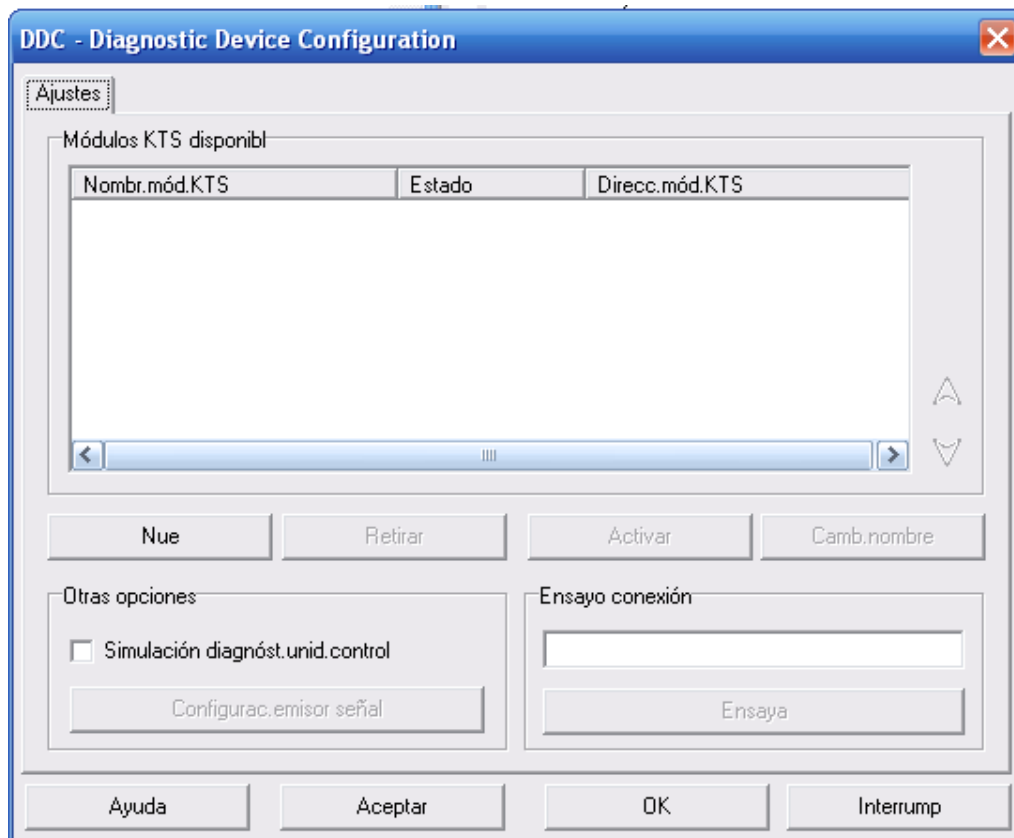 DDC - Diagnostic Device Configuration
Ajustes
Módulos KTS disponibl
Nombr.mód.KTS Estado Direcc.mód.KTS
Nue Retirar Activar Camb.nombre
Otras opciones Ensayo conexión
Simulación diagnóst.unid.control
Configurac.emisor señal Ensaya
Ayuda Aceptar OK Interrump